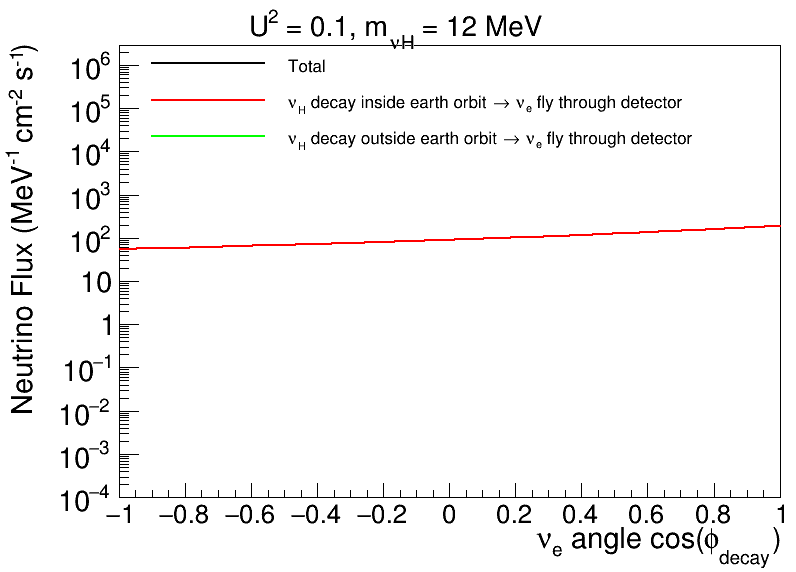 U² = 0.1, m_νH = 12 MeV
Total
ν_H decay inside earth orbit → ν_e fly through detector
ν_H decay outside earth orbit → ν_e fly through detector
Neutrino Flux (MeV⁻¹ cm⁻² s⁻¹)
10⁶
10⁵
10⁴
10³
10²
10
1
10⁻¹
10⁻²
10⁻³
10⁻⁴
−1 −0.8 −0.6 −0.4 −0.2 0 0.2 0.4 0.6 0.8 1
ν_e angle cos(ϕ_decay)